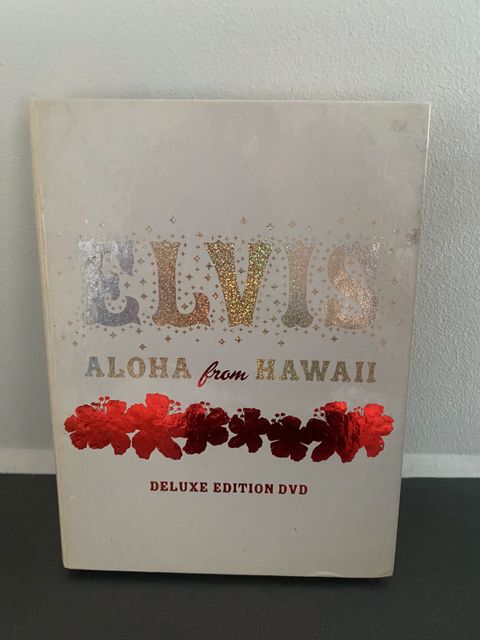 ELVIS
ALOHA from HAWAII
DELUXE EDITION DVD